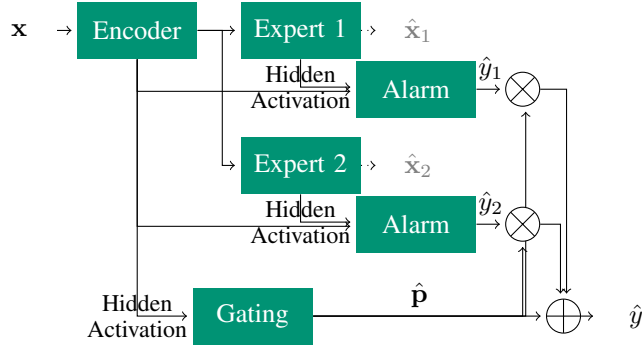 x
Encoder
Expert 1
x̂₁
Hidden
Activation
Alarm
ŷ₁
Expert 2
x̂₂
Hidden
Activation
Alarm
ŷ₂
Hidden
Activation
Gating
p̂
ŷ